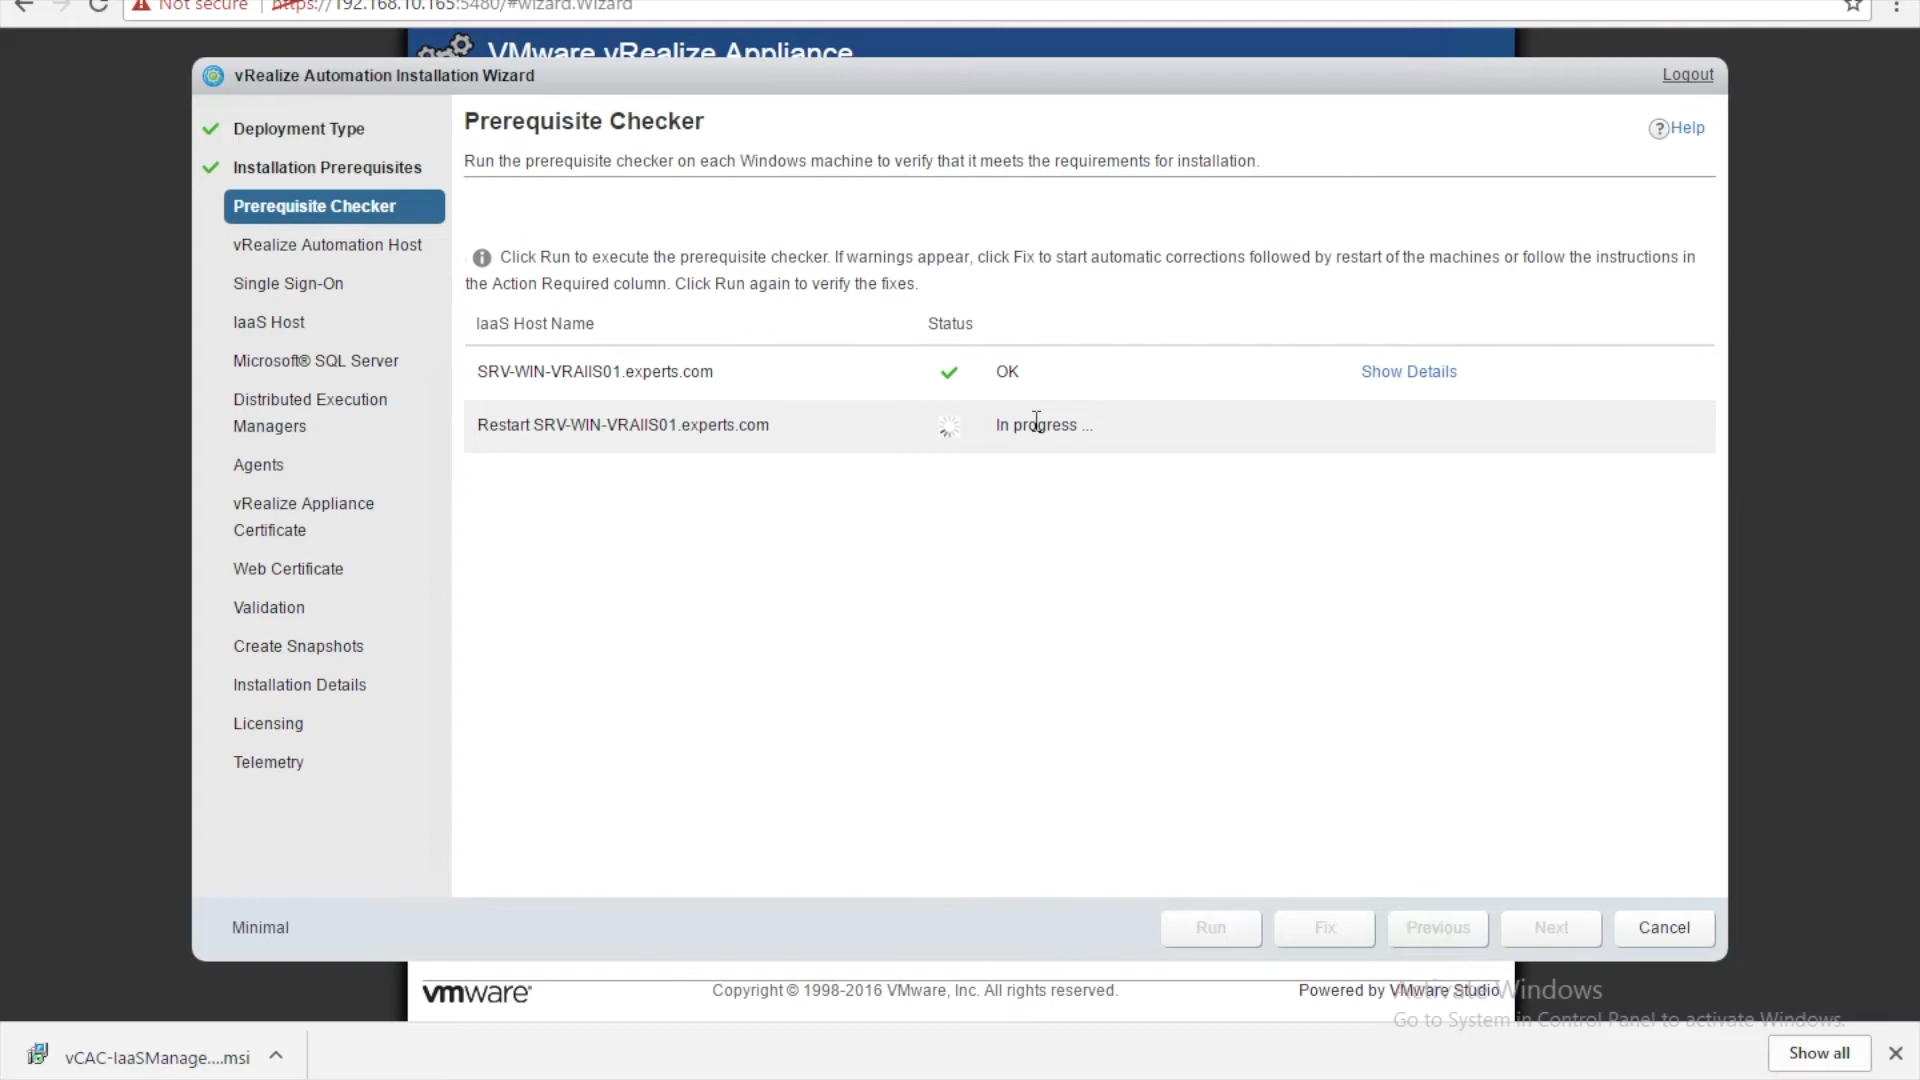 Not secure | https://192.168.10.165:5480/#wizard.Wizard
VMware vRealize Appliance
vRealize Automation Installation Wizard
Logout
Deployment Type
Installation Prerequisites
Prerequisite Checker
vRealize Automation Host
Single Sign-On
IaaS Host
Microsoft® SQL Server
Distributed Execution
Managers
Agents
vRealize Appliance
Certificate
Web Certificate
Validation
Create Snapshots
Installation Details
Licensing
Telemetry
Prerequisite Checker
?Help
Run the prerequisite checker on each Windows machine to verify that it meets the requirements for installation.
Click Run to execute the prerequisite checker. If warnings appear, click Fix to start automatic corrections followed by restart of the machines or follow the instructions in
the Action Required column. Click Run again to verify the fixes.
IaaS Host Name Status
SRV-WIN-VRAIIS01.experts.com OK Show Details
Restart SRV-WIN-VRAIIS01.experts.com In progress ...
Minimal
Run Fix Previous Next Cancel
vmware® Copyright © 1998-2016 VMware, Inc. All rights reserved. Powered by VMware Studio
Activate Windows
Go to System in Control Panel to activate Windows.
vCAC-IaaSManage....msi
Show all